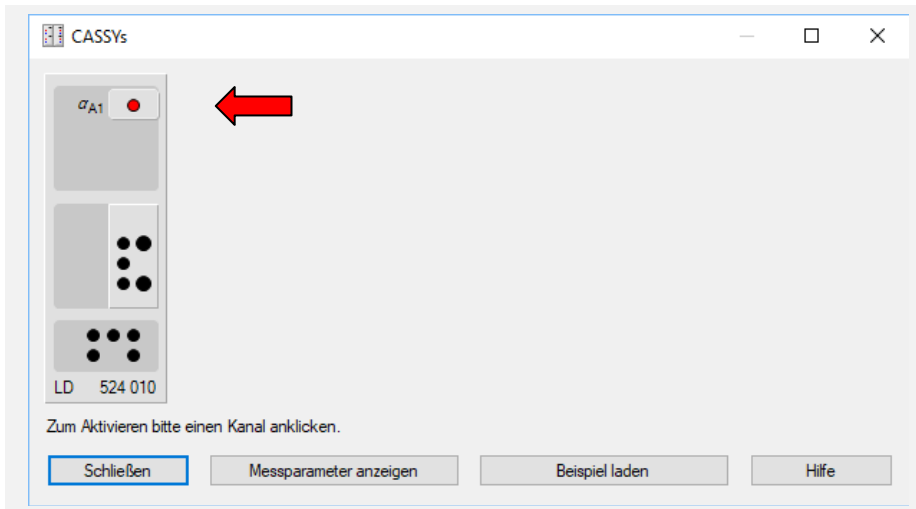 CASSYs
αA1
LD 524 010
Zum Aktivieren bitte einen Kanal anklicken.
Schließen Messparameter anzeigen Beispiel laden Hilfe